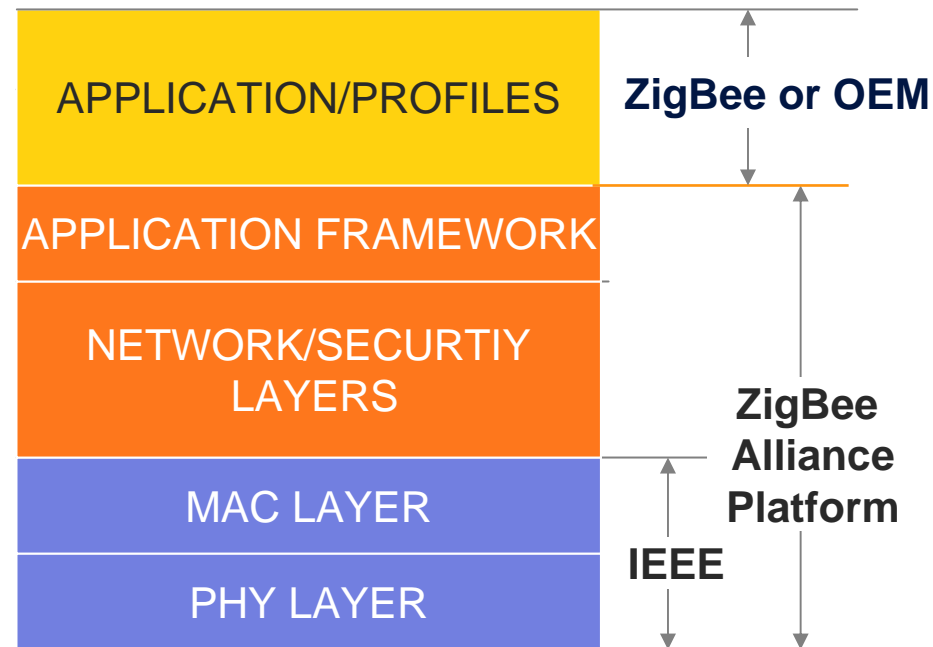 APPLICATION/PROFILES
ZigBee or OEM
APPLICATION FRAMEWORK
NETWORK/SECURTIY
LAYERS
ZigBee
Alliance
Platform
MAC LAYER
IEEE
PHY LAYER